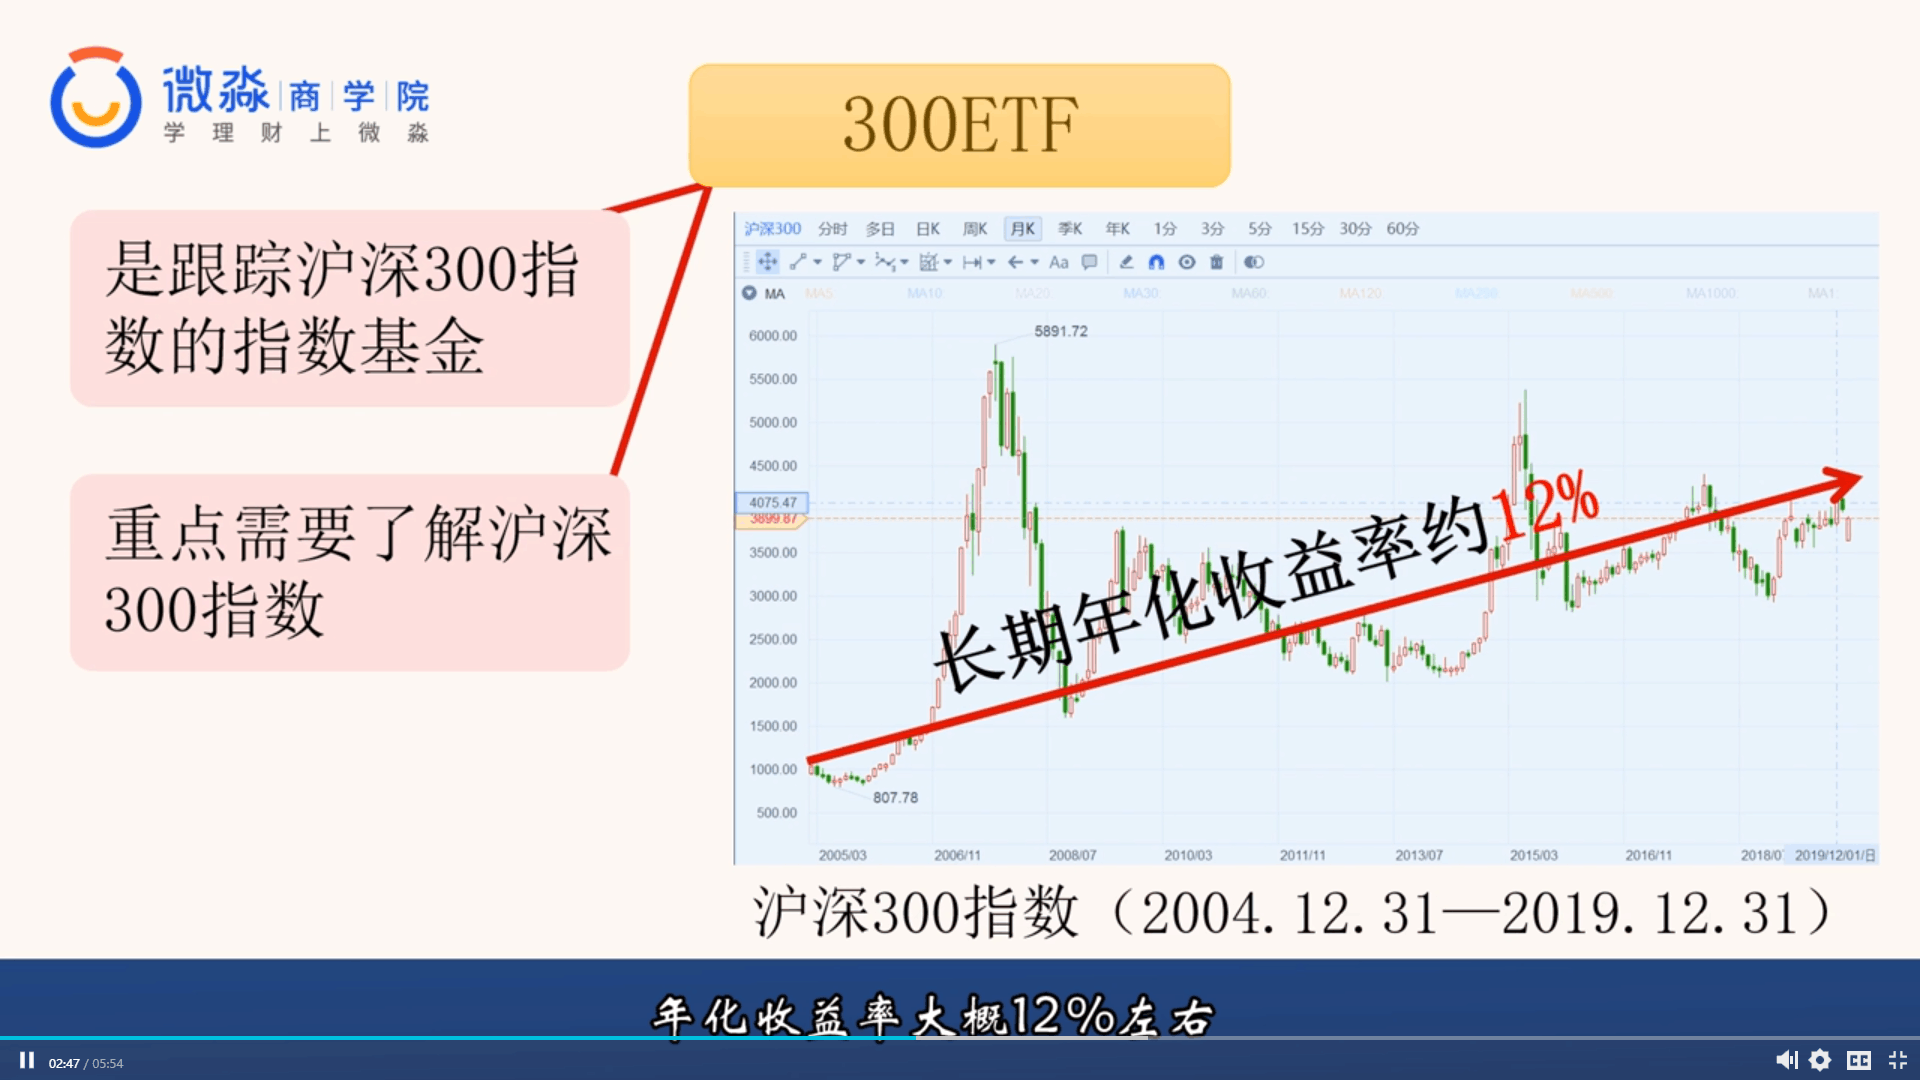 微淼 商 学 院
学理财上微淼
300ETF
是跟踪沪深300指
数的指数基金
重点需要了解沪深
300指数
沪深300 分时 多日 日K 周K 月K 季K 年K 1分 3分 5分 15分 30分 60分
Aa
MA MA5: MA10: MA20: MA30: MA60: MA120: MA250: MA500: MA1000: MA1:
6000.00
5891.72
5500.00
5000.00
4500.00
4075.47
3899.87
3500.00
3000.00
2500.00
2000.00
1500.00
1000.00
807.78
500.00
长期年化收益率约12%
2005/03 2006/11 2008/07 2010/03 2011/11 2013/07 2015/03 2016/11 2018/07 2019/12/01/日
沪深300指数（2004.12.31—2019.12.31）
年化收益率大概12%左右
02:47 / 05:54
CC